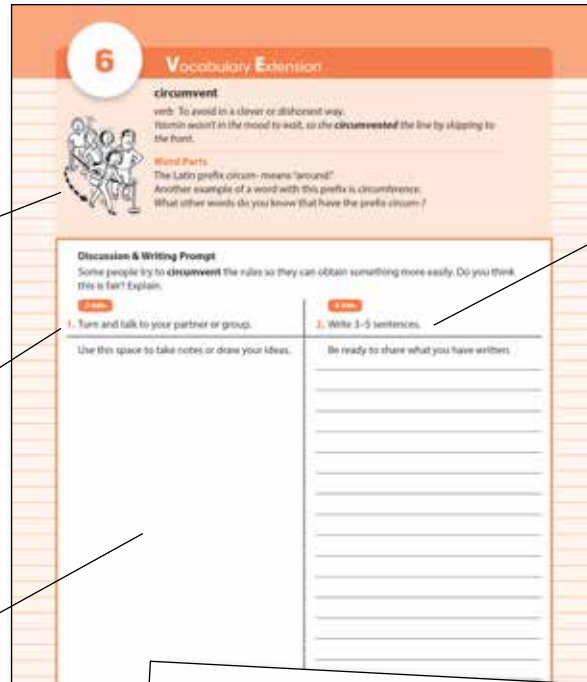 6
Vocabulary Extension
circumvent
verb To avoid in a clever or dishonest way.
Yasmin wasn't in the mood to wait, so she circumvented the line by skipping to
the front.
Word Parts
The Latin prefix circum- means "around."
Another example of a word with this prefix is circumference.
What other words do you know that have the prefix circum-?
Discussion & Writing Prompt
Some people try to circumvent the rules so they can obtain something more easily. Do you think
this is fair? Explain.
min.
min.
1. Turn and talk to your partner or group.
2. Write 3–5 sentences.
Use this space to take notes or draw your ideas.
Be ready to share what you have written.